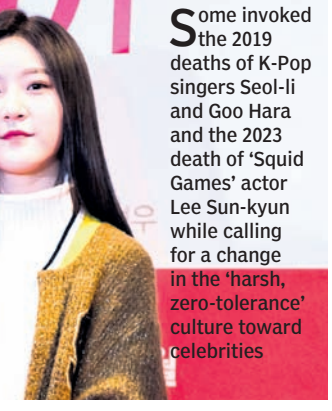 Some invoked
the 2019
deaths of K-Pop
singers Seol-li
and Goo Hara
and the 2023
death of ‘Squid
Games’ actor
Lee Sun-kyun
while calling
for a change
in the ‘harsh,
zero-tolerance’
culture toward
celebrities
우